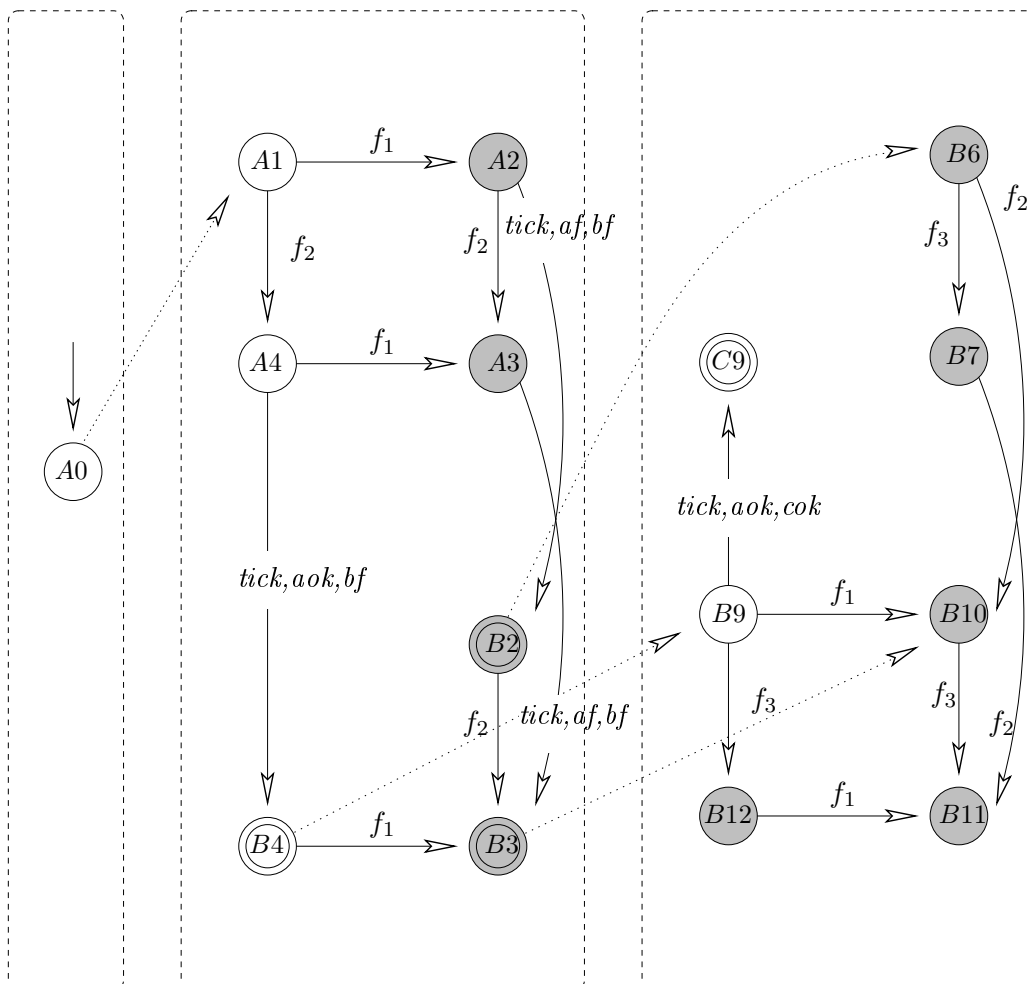 A1
f1
A2
B6
f2
tick,af,bf
f2
f2
f3
A4
f1
A3
C9
B7
A0
tick,aok,cok
tick,aok,bf
B2
B9
f1
B10
f2
tick,af,bf
f3
f3
f2
B4
f1
B3
B12
f1
B11